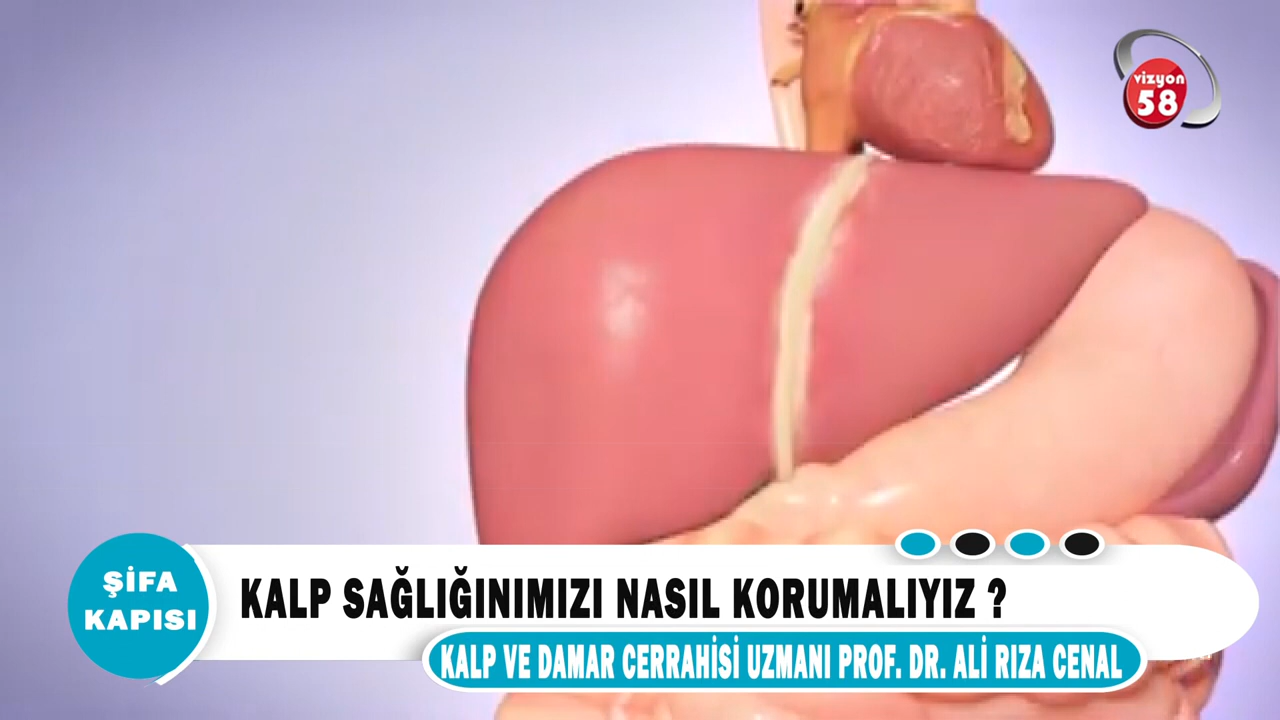 vizyon
58
ŞİFA
KAPISI
KALP SAĞLIĞINIMIZI NASIL KORUMALIYIZ ?
KALP VE DAMAR CERRAHİSİ UZMANI PROF. DR. ALİ RIZA CENAL